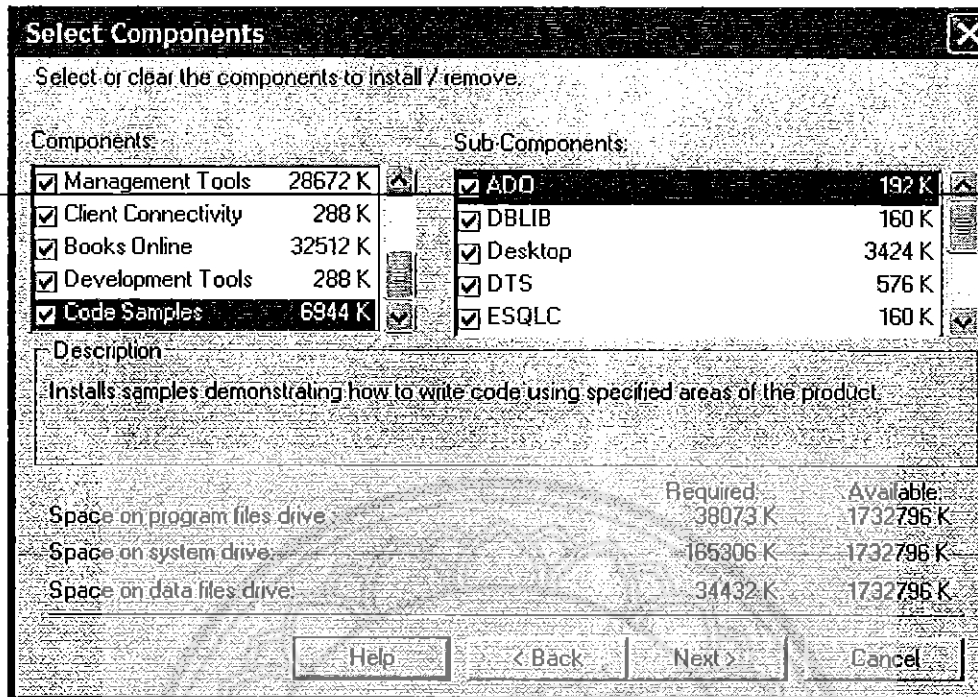 Select Components
Select or clear the components to install / remove.
Components:
Management Tools 28672 K
Client Connectivity 288 K
Books Online 32512 K
Development Tools 288 K
Code Samples 6944 K
Sub-Components:
ADO 192 K
DBLIB 160 K
Desktop 3424 K
DTS 576 K
ESQLC 160 K
Description
Installs samples demonstrating how to write code using specified areas of the product.
Required: Available:
Space on program files drive: 38073 K 1732796 K
Space on system drive: 165306 K 1732796 K
Space on data files drive: 34432 K 1732796 K
Help < Back Next > Cancel